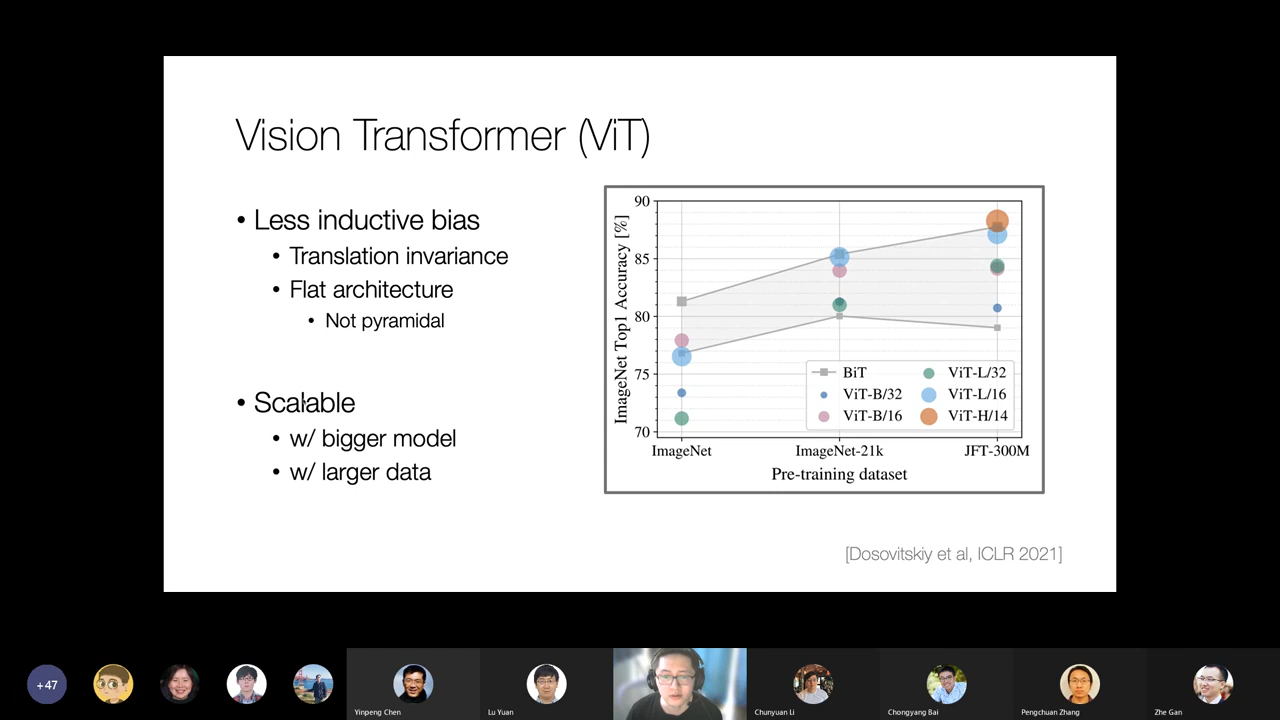 Vision Transformer (ViT)
• Less inductive bias
• Translation invariance
• Flat architecture
• Not pyramidal
• Scalable
• w/ bigger model
• w/ larger data
ImageNet Top1 Accuracy [%]
90
85
80
75
70
BiT
ViT-B/32
ViT-B/16
ViT-L/32
ViT-L/16
ViT-H/14
ImageNet
ImageNet-21k
JFT-300M
Pre-training dataset
[Dosovitskiy et al, ICLR 2021]
+47
Yinpeng Chen
Lu Yuan
Chunyuan Li
Chongyang Bai
Pengchuan Zhang
Zhe Gan